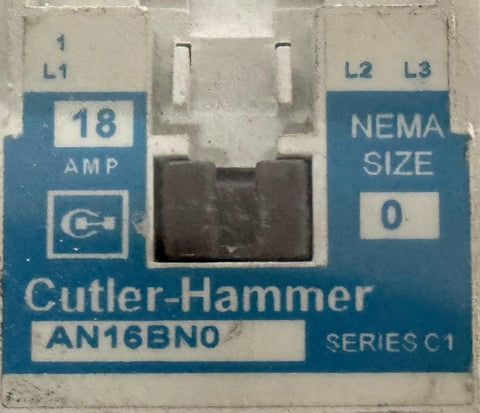 1
L1 L2 L3
18 NEMA
AMP SIZE
0
Cutler-Hammer
AN16BN0 SERIES C1